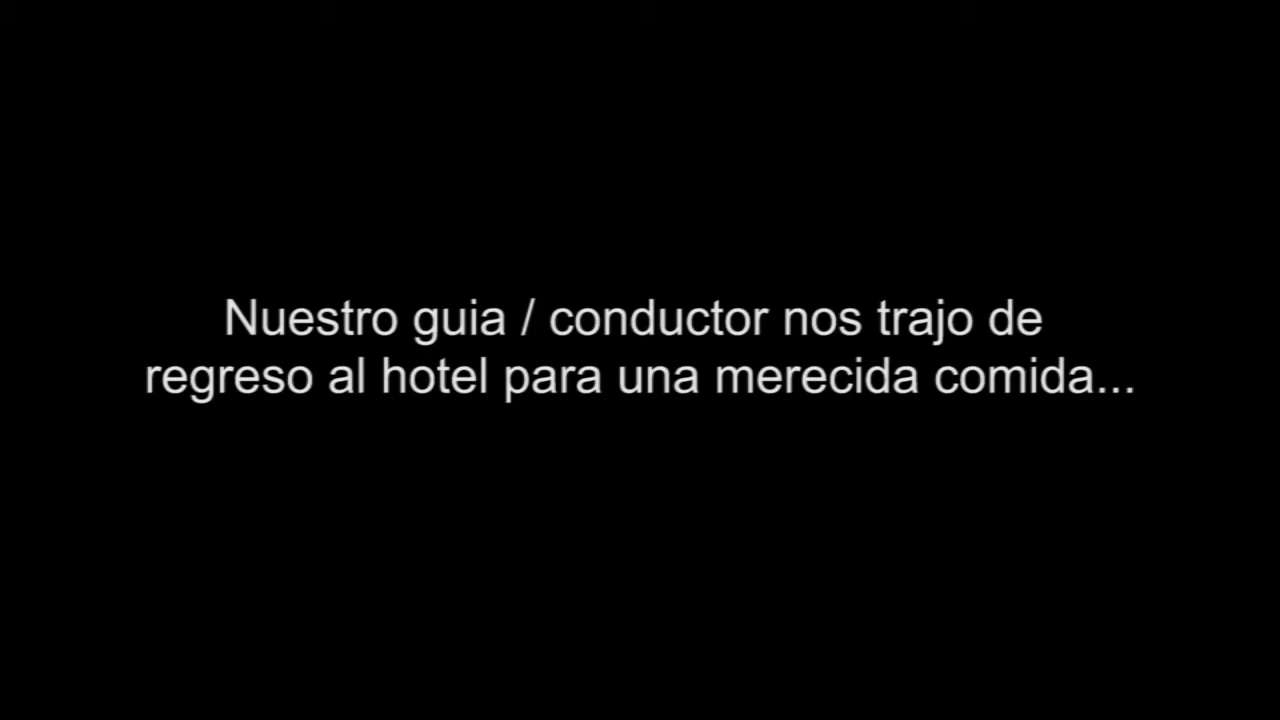 Nuestro guia / conductor nos trajo de
regreso al hotel para una merecida comida...